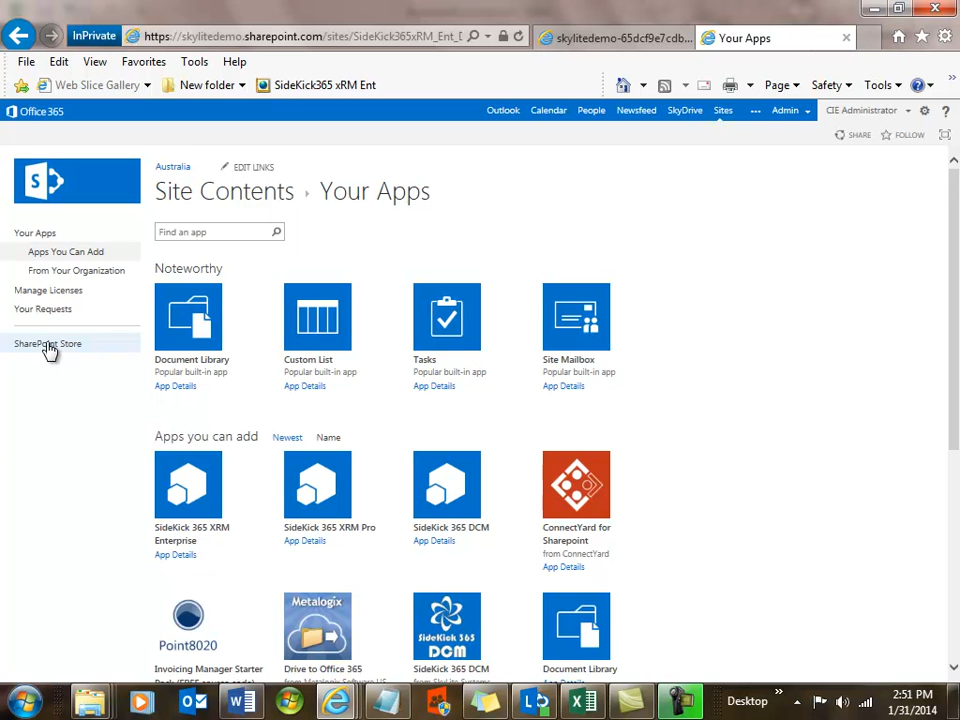 InPrivate
https://skylitedemo.sharepoint.com/sites/SideKick365xRM_Ent_D
skylitedemo-65dcf9e7cdb...
Your Apps
File Edit View Favorites Tools Help
Web Slice Gallery
New folder
SideKick365 xRM Ent
Page
Safety
Tools
Office 365
Outlook Calendar People Newsfeed SkyDrive Sites ... Admin CIE Administrator ?
SHARE FOLLOW
S
Australia
EDIT LINKS
Site Contents › Your Apps
Find an app
Your Apps
Apps You Can Add
From Your Organization
Manage Licenses
Your Requests
SharePoint Store
Noteworthy
Document Library
Popular built-in app
App Details
Custom List
Popular built-in app
App Details
Tasks
Popular built-in app
App Details
Site Mailbox
Popular built-in app
App Details
Apps you can add Newest Name
SideKick 365 XRM
Enterprise
App Details
SideKick 365 XRM Pro
App Details
SideKick 365 DCM
App Details
ConnectYard for
Sharepoint
from ConnectYard
App Details
Point8020
Invoicing Manager Starter
Metalogix
Drive to Office 365
SideKick 365
DCM
SideKick 365 DCM
Document Library
Desktop
2:51 PM
1/31/2014